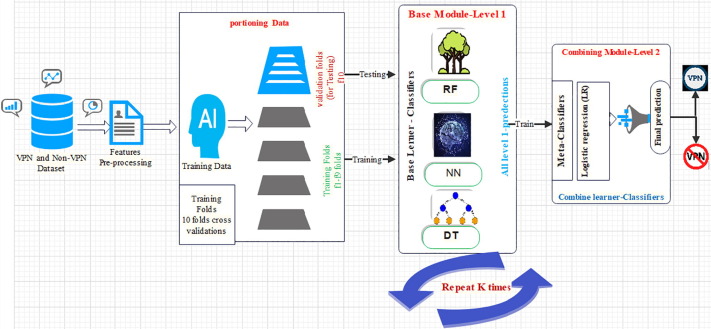 portioning Data
Base Module-Level 1
Combining Module-Level 2
validation folds
(for Testing)
f10
Testing
RF
VPN
AI
Base Lerner - Classifiers
All level 1-predections
Train
Meta-Classifiers
Logistic regression (LR)
Final prediction
VPN and Non-VPN
Dataset
Features
Pre-processing
Training Data
Training Folds
f1-f9 folds
Training
NN
VPN
Training
Folds
10 folds cross
validations
DT
Combine learner-Classifiers
Repeat K times